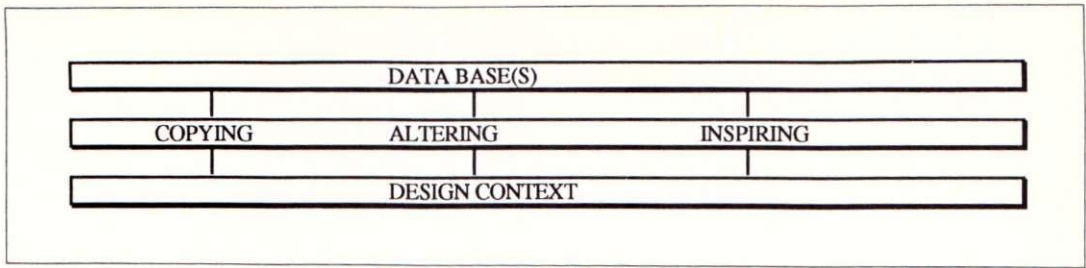 DATA BASE(S)
COPYING ALTERING INSPIRING
DESIGN CONTEXT